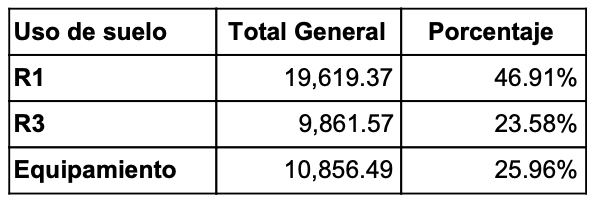 Uso de suelo Total General Porcentaje
R1 19,619.37 46.91%
R3 9,861.57 23.58%
Equipamiento 10,856.49 25.96%